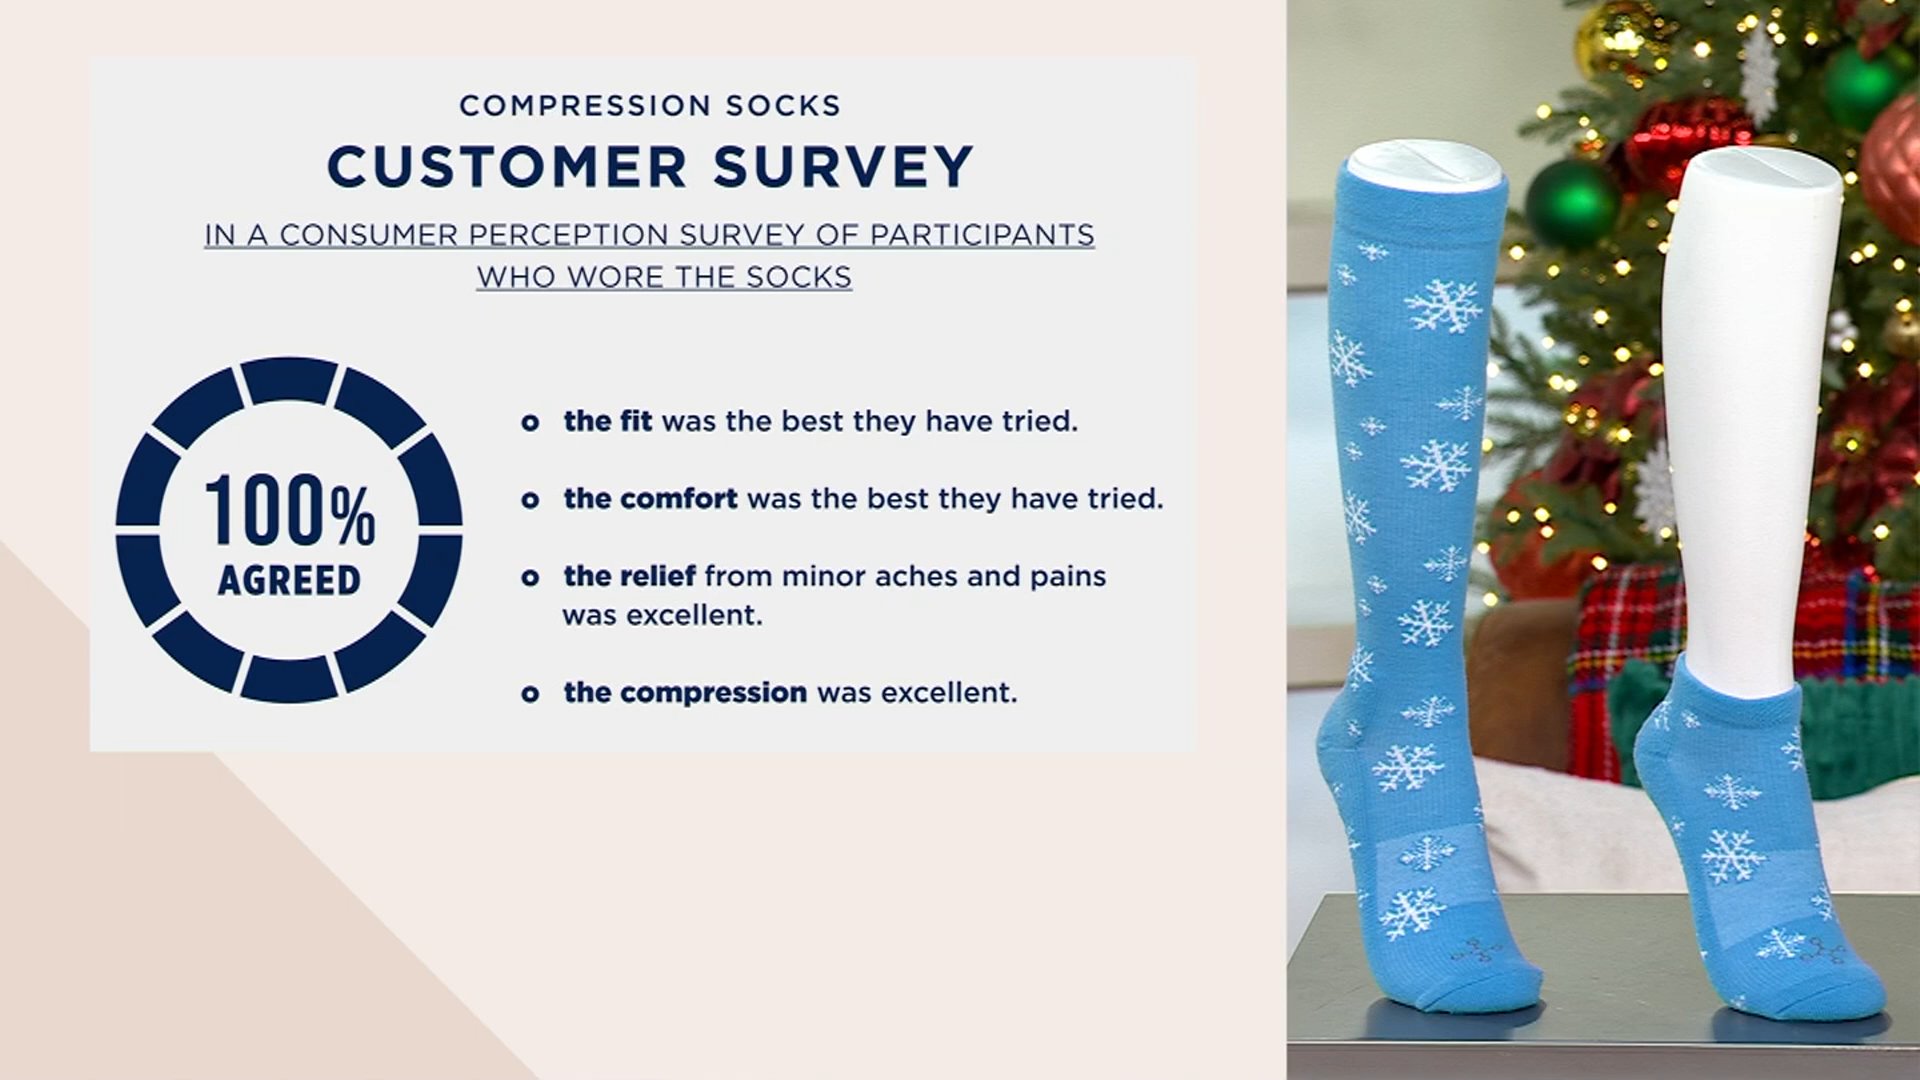 COMPRESSION SOCKS
CUSTOMER SURVEY
IN A CONSUMER PERCEPTION SURVEY OF PARTICIPANTS
WHO WORE THE SOCKS
100%
AGREED
o the fit was the best they have tried.
o the comfort was the best they have tried.
o the relief from minor aches and pains
was excellent.
o the compression was excellent.